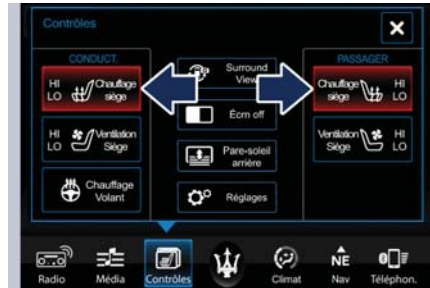 Contrôles
CONDUCT.
PASSAGER
HI
LO
Chauffage
siège
Surround
View
Chauffage
siège
HI
LO
Écrn off
HI
LO
Ventilation
Siège
Pare-soleil
arrière
Ventilation
Siège
HI
LO
Chauffage
Volant
Réglages
Radio
Média
Contrôles
Climat
NE
Nav
Téléphon.